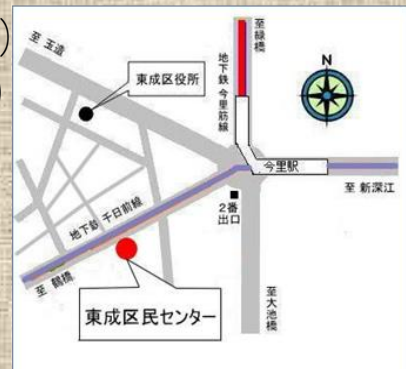 至 玉造
東成区役所
至緑橋
地下鉄 今里筋線
N
今里駅
至 新深江
2番
出口
地下鉄 千日前線
至 鶴橋
東成区民センター
至大池橋
)